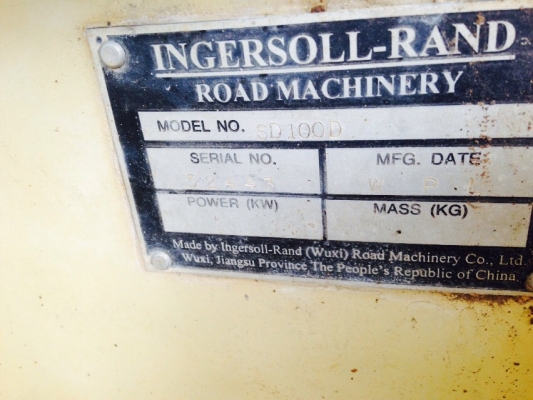 INGERSOLL-RAND
ROAD MACHINERY
MODEL NO. SD100D
SERIAL NO. MFG. DATE
POWER (KW) MASS (KG)
Made by Ingersoll-Rand (Wuxi) Road Machinery Co., Ltd.
Wuxi, Jiangsu Province The People's Republic of China